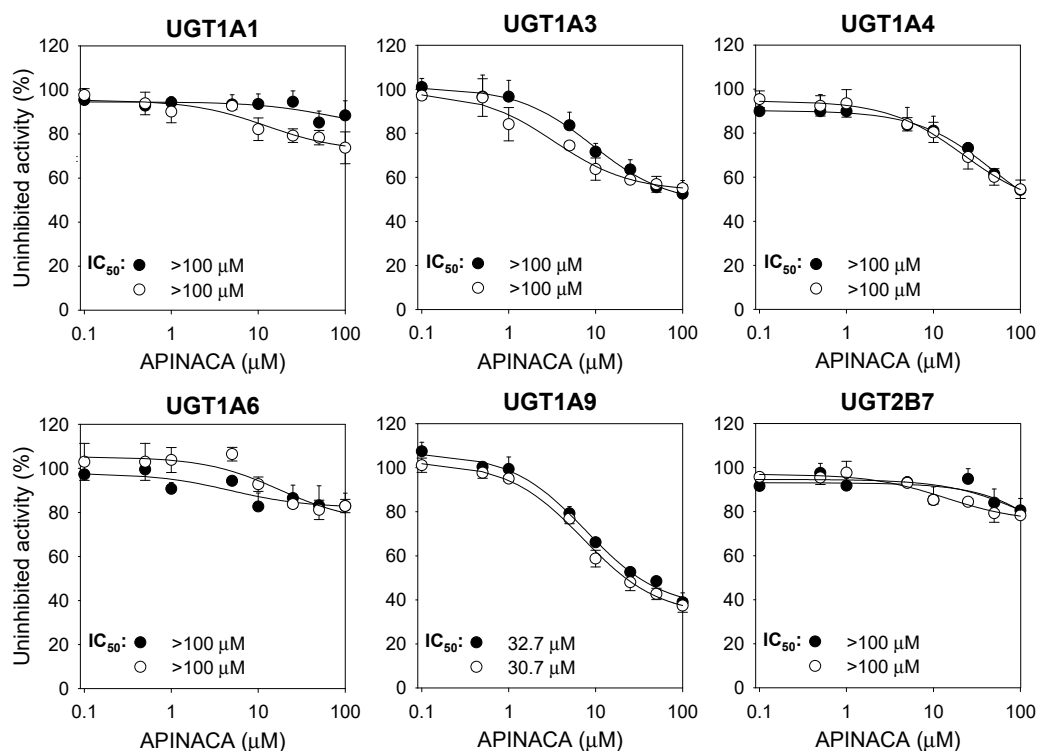 UGT1A1
UGT1A3
UGT1A4
Uninhibited activity (%)
120
100
80
60
40
20
0
IC50: ● >100 μM
○ >100 μM
0.1 1 10 100
APINACA (μM)
120
100
80
60
40
20
0
IC50: ● >100 μM
○ >100 μM
0.1 1 10 100
APINACA (μM)
120
100
80
60
40
20
0
IC50: ● >100 μM
○ >100 μM
0.1 1 10 100
APINACA (μM)
UGT1A6
UGT1A9
UGT2B7
Uninhibited activity (%)
120
100
80
60
40
20
0
IC50: ● >100 μM
○ >100 μM
0.1 1 10 100
APINACA (μM)
120
100
80
60
40
20
0
IC50: ● 32.7 μM
○ 30.7 μM
0.1 1 10 100
APINACA (μM)
120
100
80
60
40
20
0
IC50: ● >100 μM
○ >100 μM
0.1 1 10 100
APINACA (μM)